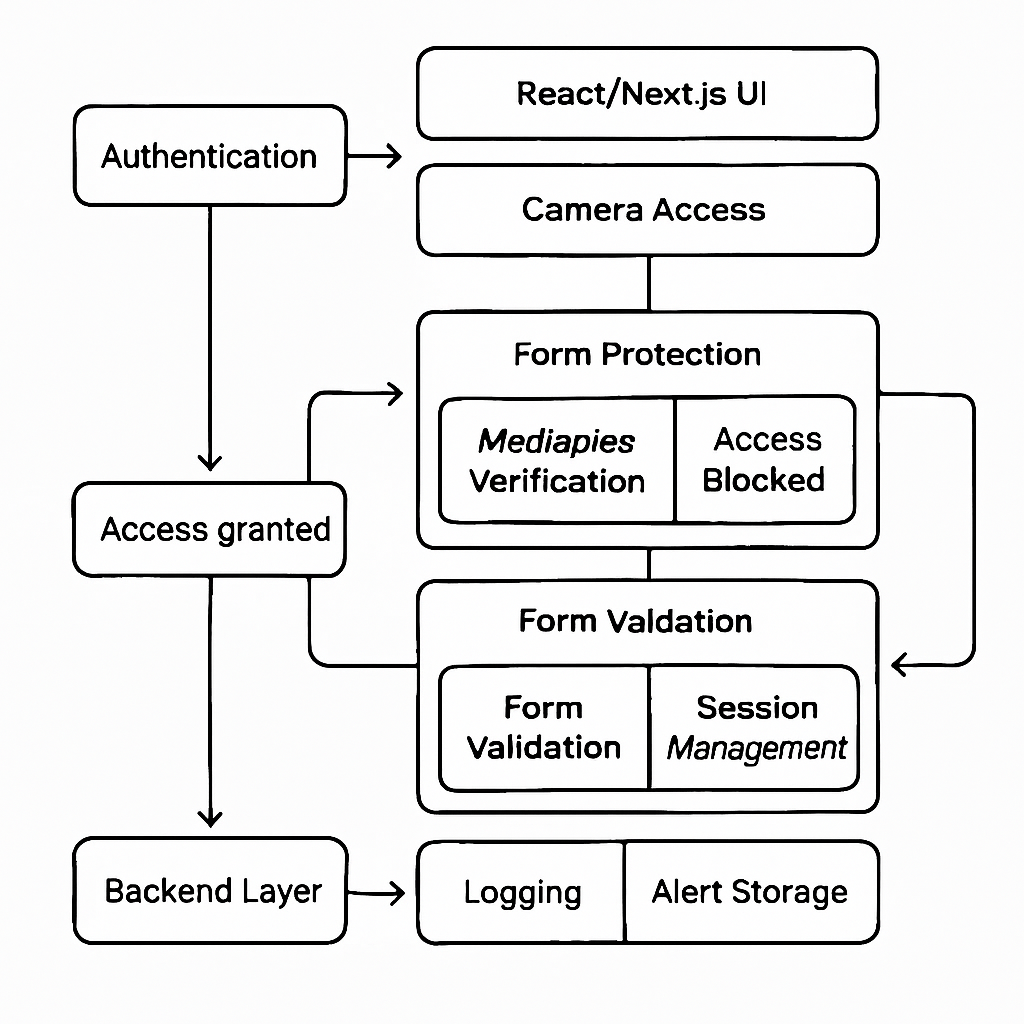 React/Next.js UI
Authentication
Camera Access
Form Protection
Mediapies
Verification
Access
Blocked
Access granted
Form Valdation
Form
Validation
Session
Management
Backend Layer
Logging
Alert Storage